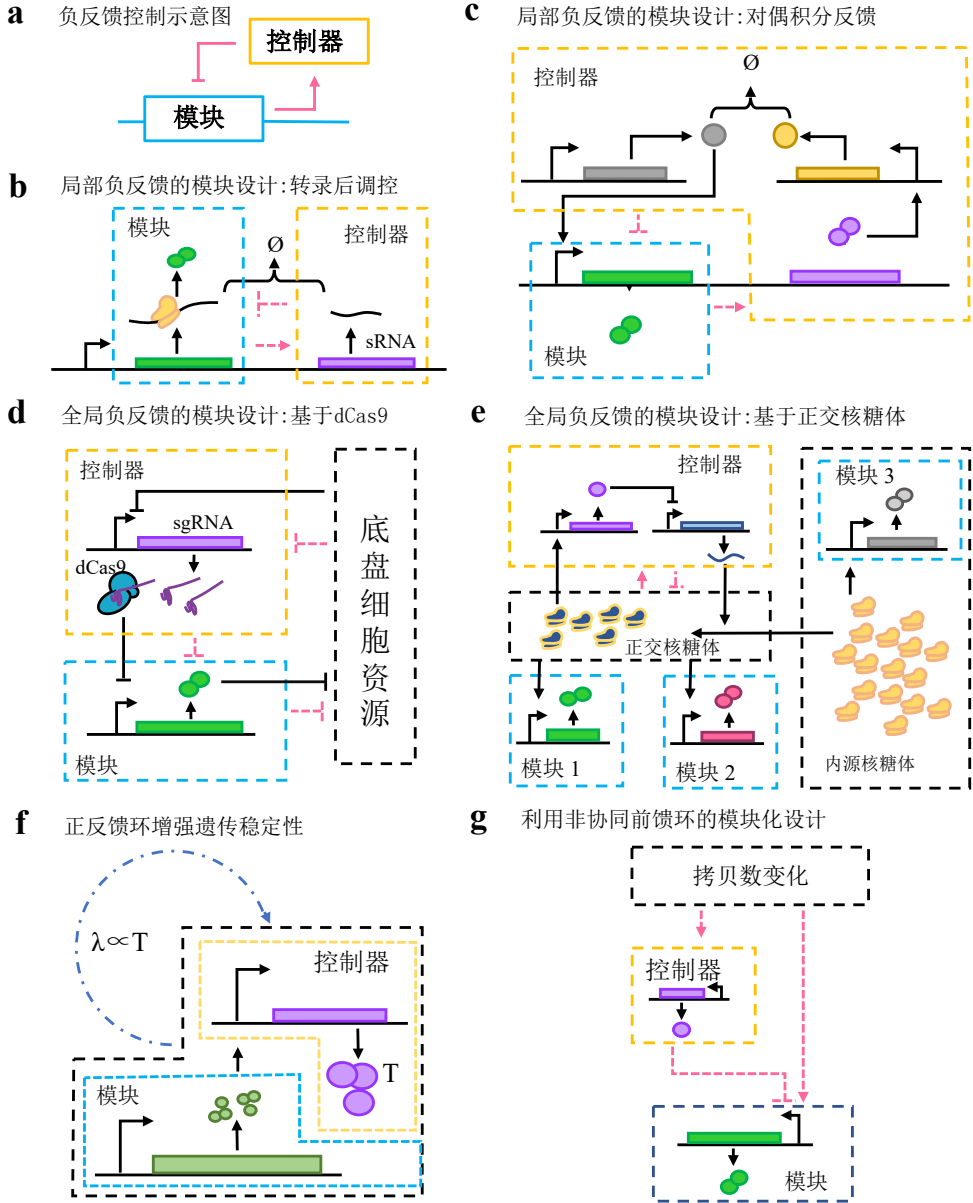 a 负反馈控制示意图
控制器
模块
b 局部负反馈的模块设计:转录后调控
模块
控制器
Ø
sRNA
c 局部负反馈的模块设计:对偶积分反馈
控制器
Ø
模块
d 全局负反馈的模块设计:基于dCas9
控制器
sgRNA
dCas9
模块
底盘细胞资源
e 全局负反馈的模块设计:基于正交核糖体
控制器
模块 3
正交核糖体
模块 1
模块 2
内源核糖体
f 正反馈环增强遗传稳定性
λ∝T
控制器
T
模块
g 利用非协同前馈环的模块化设计
拷贝数变化
控制器
模块